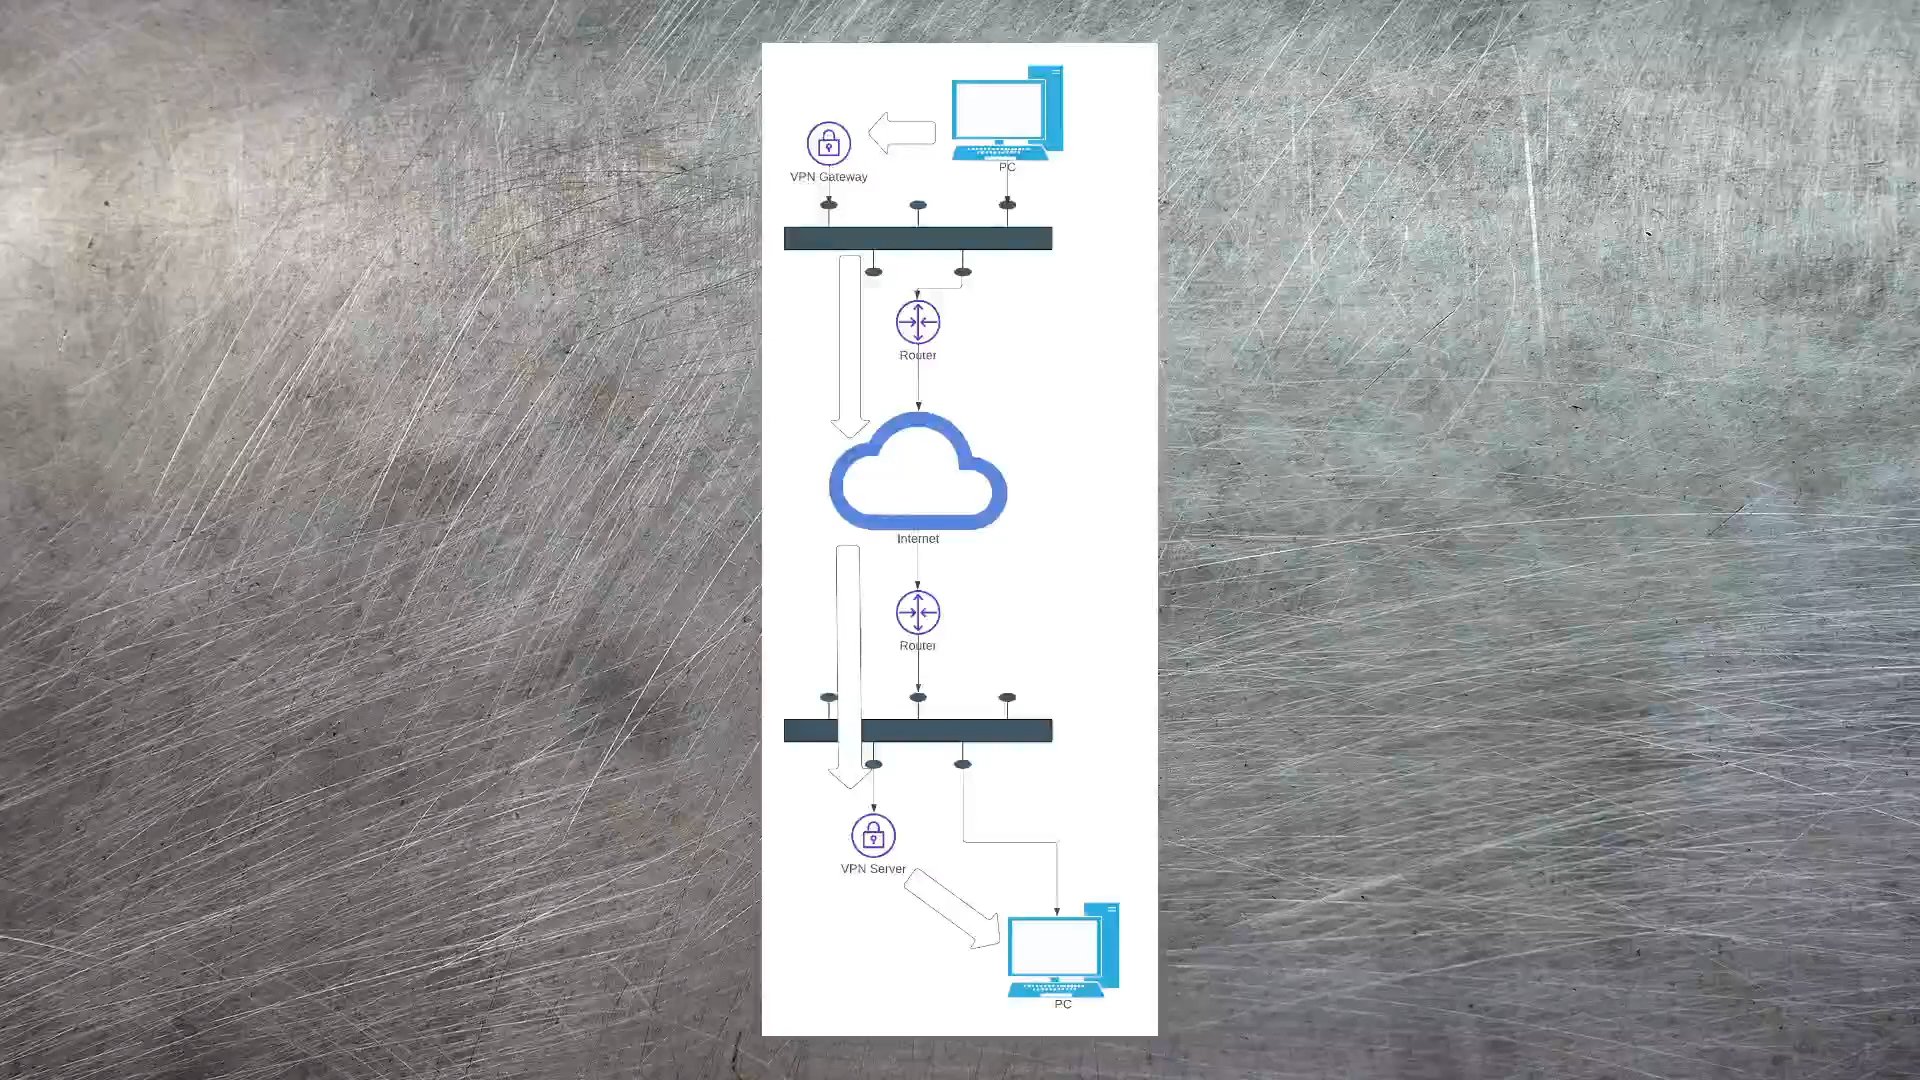 PC
VPN Gateway
Router
Internet
Router
VPN Server
PC